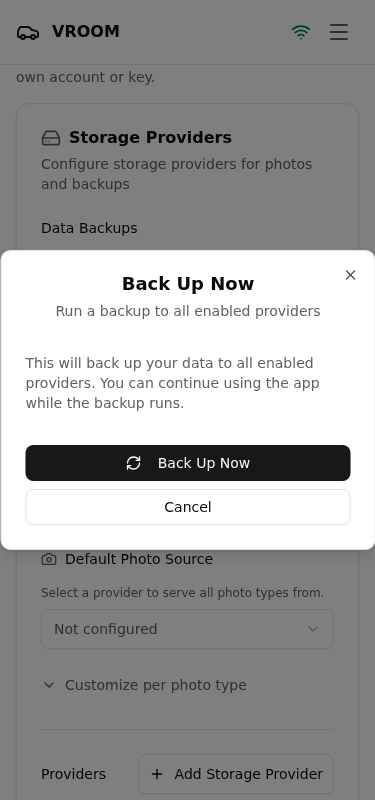 VROOM
own account or key.
Storage Providers
Configure storage providers for photos
and backups
Data Backups
Back Up Now
Run a backup to all enabled providers
This will back up your data to all enabled
providers. You can continue using the app
while the backup runs.
Back Up Now
Cancel
Default Photo Source
Select a provider to serve all photo types from.
Not configured
Customize per photo type
Providers
Add Storage Provider